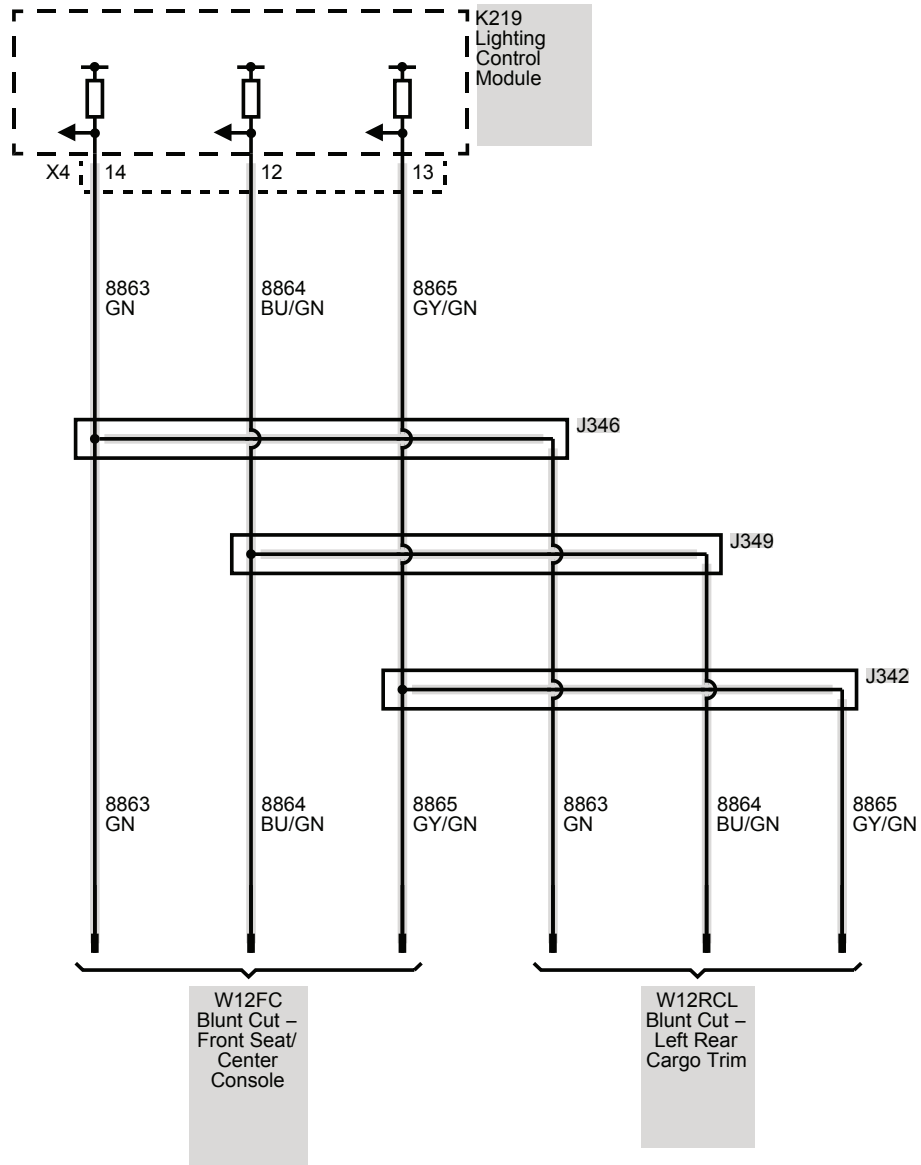 K219
Lighting
Control
Module
X4 14 12 13
8863
GN
8864
BU/GN
8865
GY/GN
J346
J349
J342
8863
GN
8864
BU/GN
8865
GY/GN
8863
GN
8864
BU/GN
8865
GY/GN
W12FC
Blunt Cut –
Front Seat/
Center
Console
W12RCL
Blunt Cut –
Left Rear
Cargo Trim